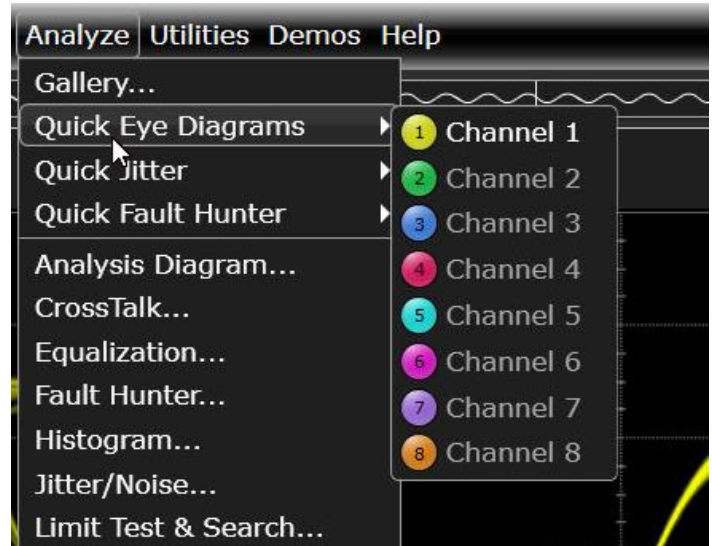 Analyze Utilities Demos Help
Gallery...
Quick Eye Diagrams
Quick Jitter
Quick Fault Hunter
Analysis Diagram...
CrossTalk...
Equalization...
Fault Hunter...
Histogram...
Jitter/Noise...
Limit Test & Search...
1 Channel 1
2 Channel 2
3 Channel 3
4 Channel 4
5 Channel 5
6 Channel 6
7 Channel 7
8 Channel 8